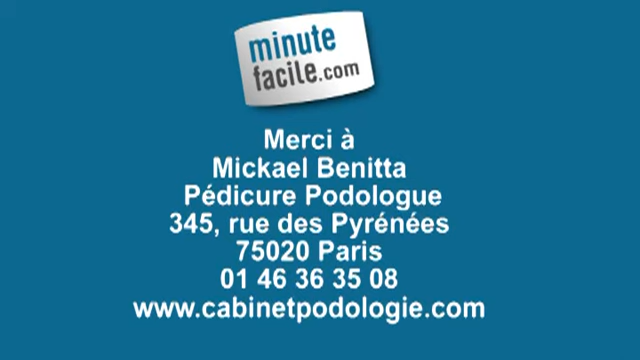 minute
facile.com
Merci à
Mickael Benitta
Pédicure Podologue
345, rue des Pyrénées
75020 Paris
01 46 36 35 08
www.cabinetpodologie.com